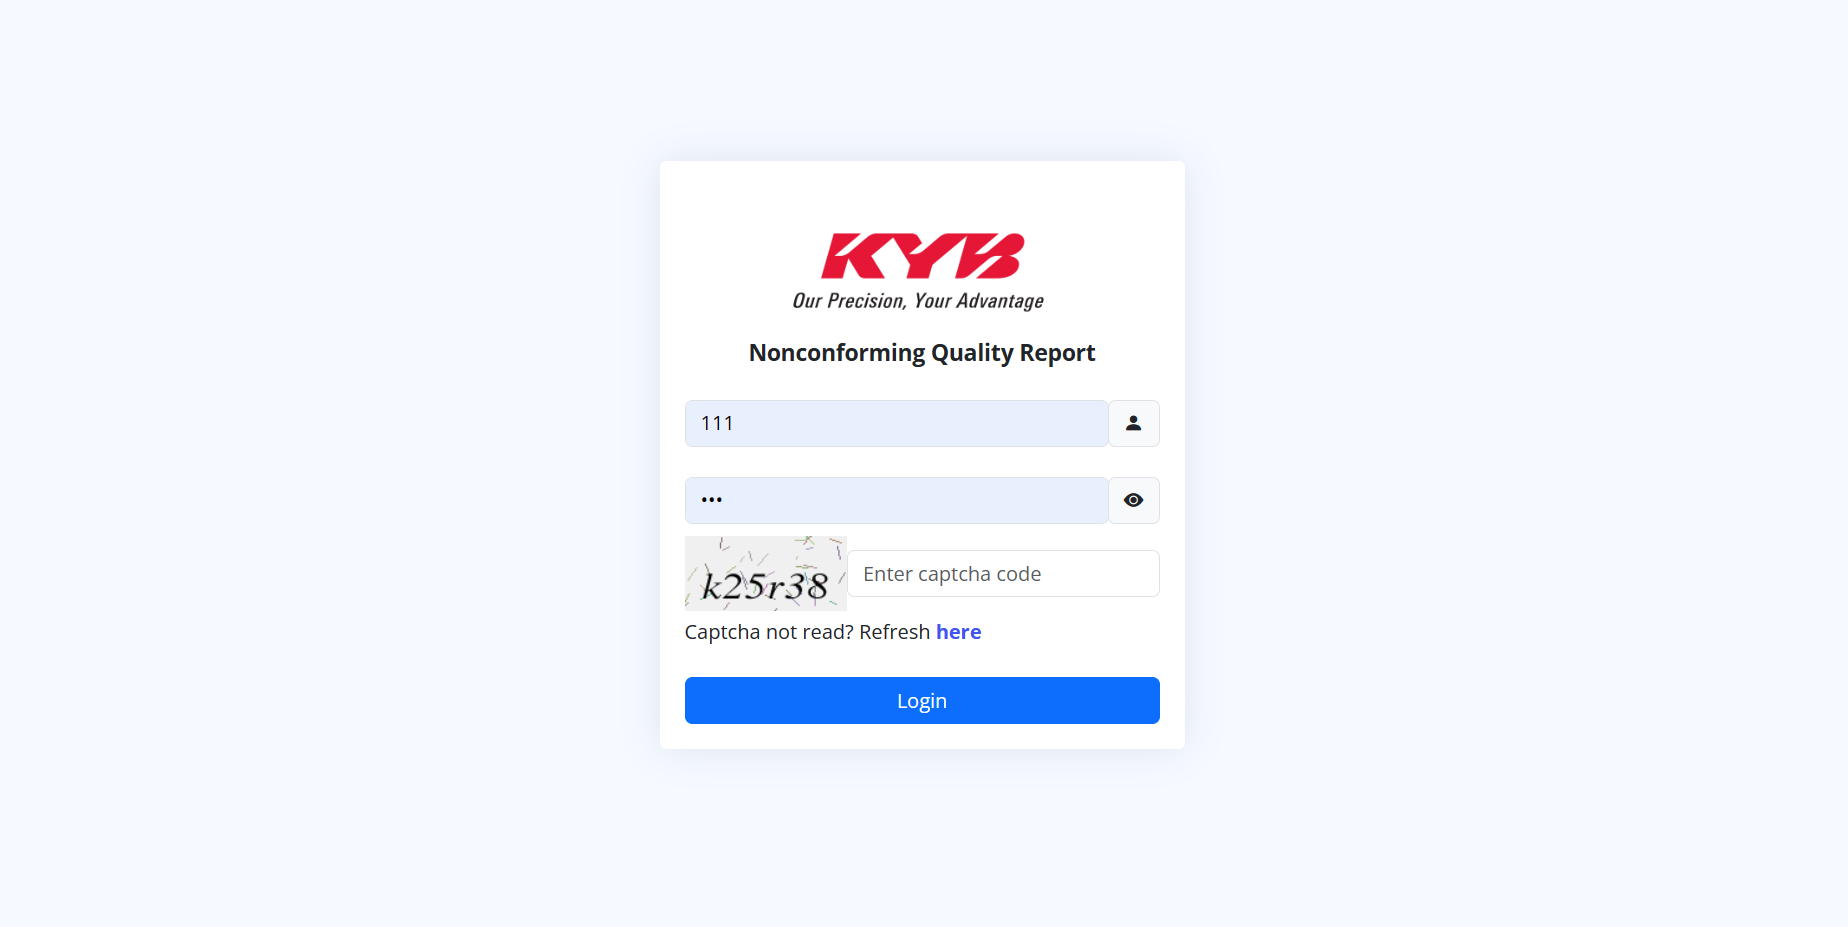 KYB
Our Precision, Your Advantage
Nonconforming Quality Report
111
•••
k25r38
Enter captcha code
Captcha not read? Refresh here
Login